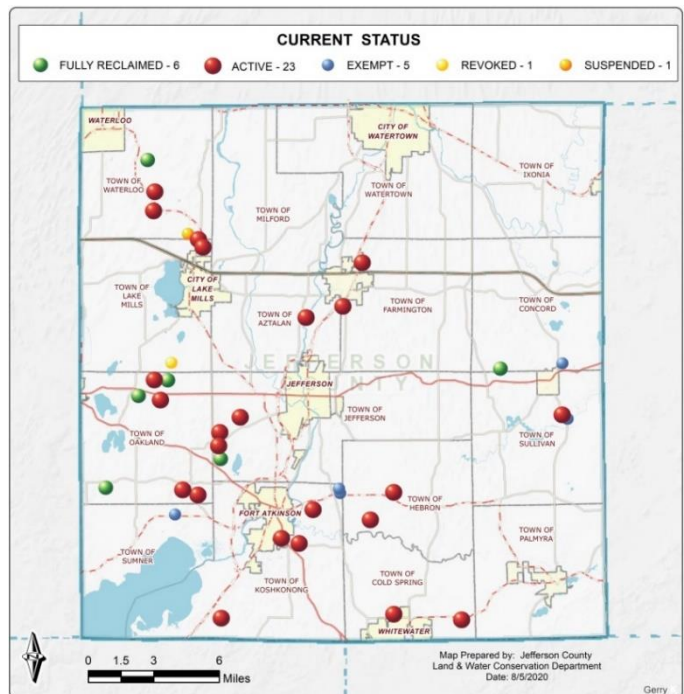 CURRENT STATUS
FULLY RECLAIMED - 6
ACTIVE - 23
EXEMPT - 5
REVOKED - 1
SUSPENDED - 1
WATERLOO
CITY OF
WATERTOWN
TOWN OF
IXONIA
TOWN OF
WATERLOO
TOWN OF
WATERTOWN
TOWN OF
MILFORD
CITY OF
LAKE
MILLS
TOWN OF
LAKE
MILLS
TOWN OF
AZTALAN
TOWN OF
FARMINGTON
TOWN OF
CONCORD
JEFFERSON
COUNTY
JEFFERSON
TOWN OF
JEFFERSON
TOWN OF
OAKLAND
TOWN OF
SULLIVAN
TOWN OF
HEBRON
FORT ATKINSON
TOWN OF
PALMYRA
TOWN OF
SUMNER
TOWN OF
KOSHKONONG
TOWN OF
COLD SPRING
WHITEWATER
0 1.5 3 6
Miles
Map Prepared by: Jefferson County
Land & Water Conservation Department
Date: 8/5/2020
Gerry